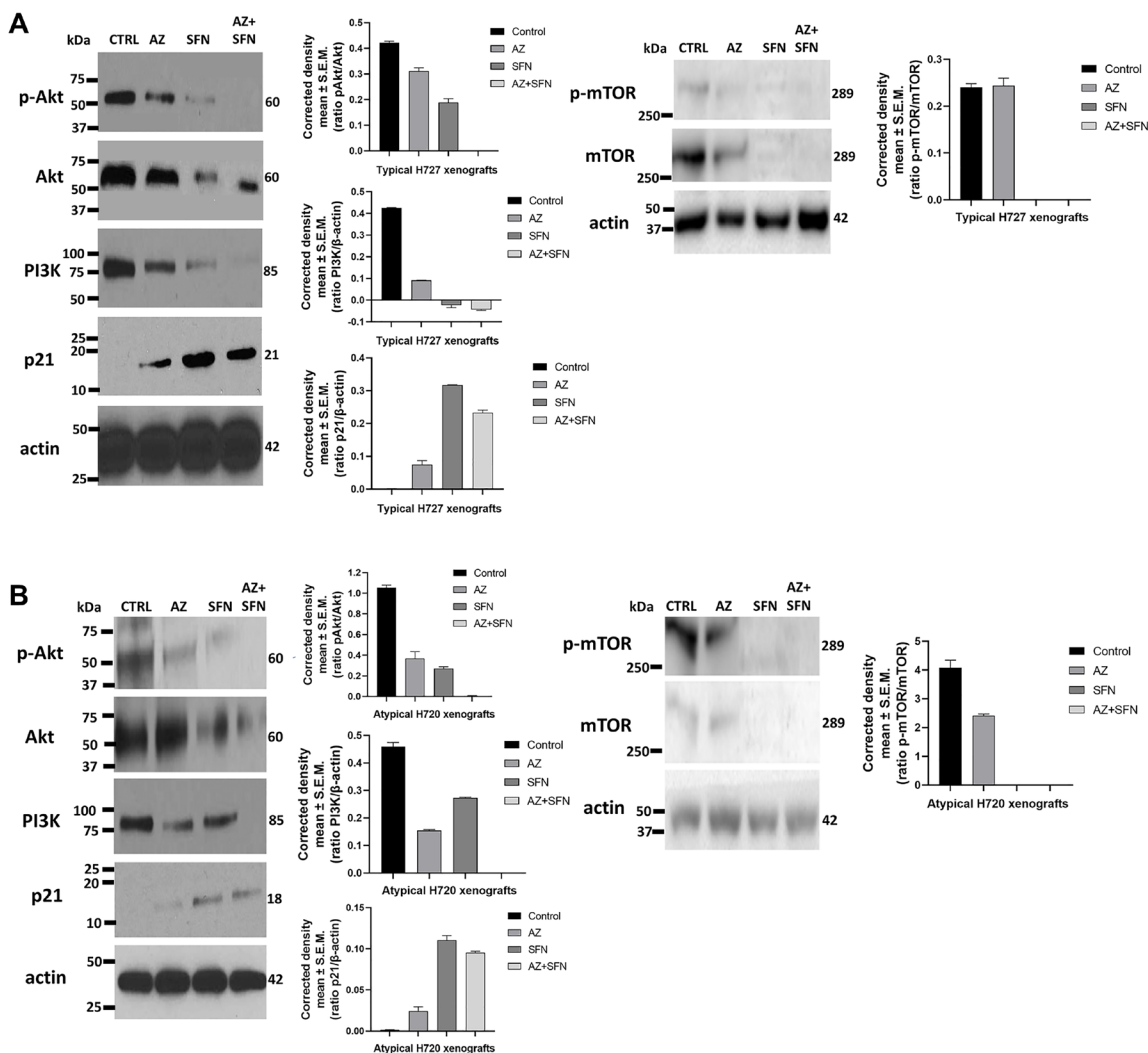 A
kDa CTRL AZ SFN AZ+
SFN
p-Akt
75
50
37
60
Akt
75
50
37
60
PI3K
100
75
50
85
p21
25
20
10
21
actin
50
25
42
Corrected density
mean ± S.E.M.
(ratio pAkt/Akt)
0.5
0.4
0.3
0.2
0.1
0.0
Control
AZ
SFN
AZ+SFN
Typical H727 xenografts
Corrected density
mean ± S.E.M.
(ratio PI3K/β-actin)
0.5
0.4
0.3
0.2
0.1
0.0
-0.1
Control
AZ
SFN
AZ+SFN
Typical H727 xenografts
Corrected density
mean ± S.E.M.
(ratio p21/β-actin)
0.4
0.3
0.2
0.1
0.0
Control
AZ
SFN
AZ+SFN
Typical H727 xenografts
kDa CTRL AZ SFN AZ+
SFN
p-mTOR
250
289
mTOR
250
289
actin
50
37
42
Corrected density
mean ± S.E.M.
(ratio p-mTOR/mTOR)
0.3
0.2
0.1
0.0
Control
AZ
SFN
AZ+SFN
Typical H727 xenografts
B
kDa CTRL AZ SFN AZ+
SFN
p-Akt
75
50
37
60
Akt
75
50
37
60
PI3K
100
75
85
p21
25
20
10
18
actin
50
25
42
Corrected density
mean ± S.E.M.
(ratio pAkt/Akt)
1.2
1.0
0.8
0.6
0.4
0.2
0.0
Control
AZ
SFN
AZ+SFN
Atypical H720 xenografts
Corrected density
mean ± S.E.M.
(ratio PI3K/β-actin)
0.5
0.4
0.3
0.2
0.1
0.0
Control
AZ
SFN
AZ+SFN
Atypical H720 xenografts
Corrected density
mean ± S.E.M.
(ratio p21/β-actin)
0.15
0.10
0.05
0.00
Control
AZ
SFN
AZ+SFN
Atypical H720 xenografts
kDa CTRL AZ SFN AZ+
SFN
p-mTOR
250
289
mTOR
250
289
actin
50
37
42
Corrected density
mean ± S.E.M.
(ratio p-mTOR/mTOR)
5
4
3
2
1
0
Control
AZ
SFN
AZ+SFN
Atypical H720 xenografts